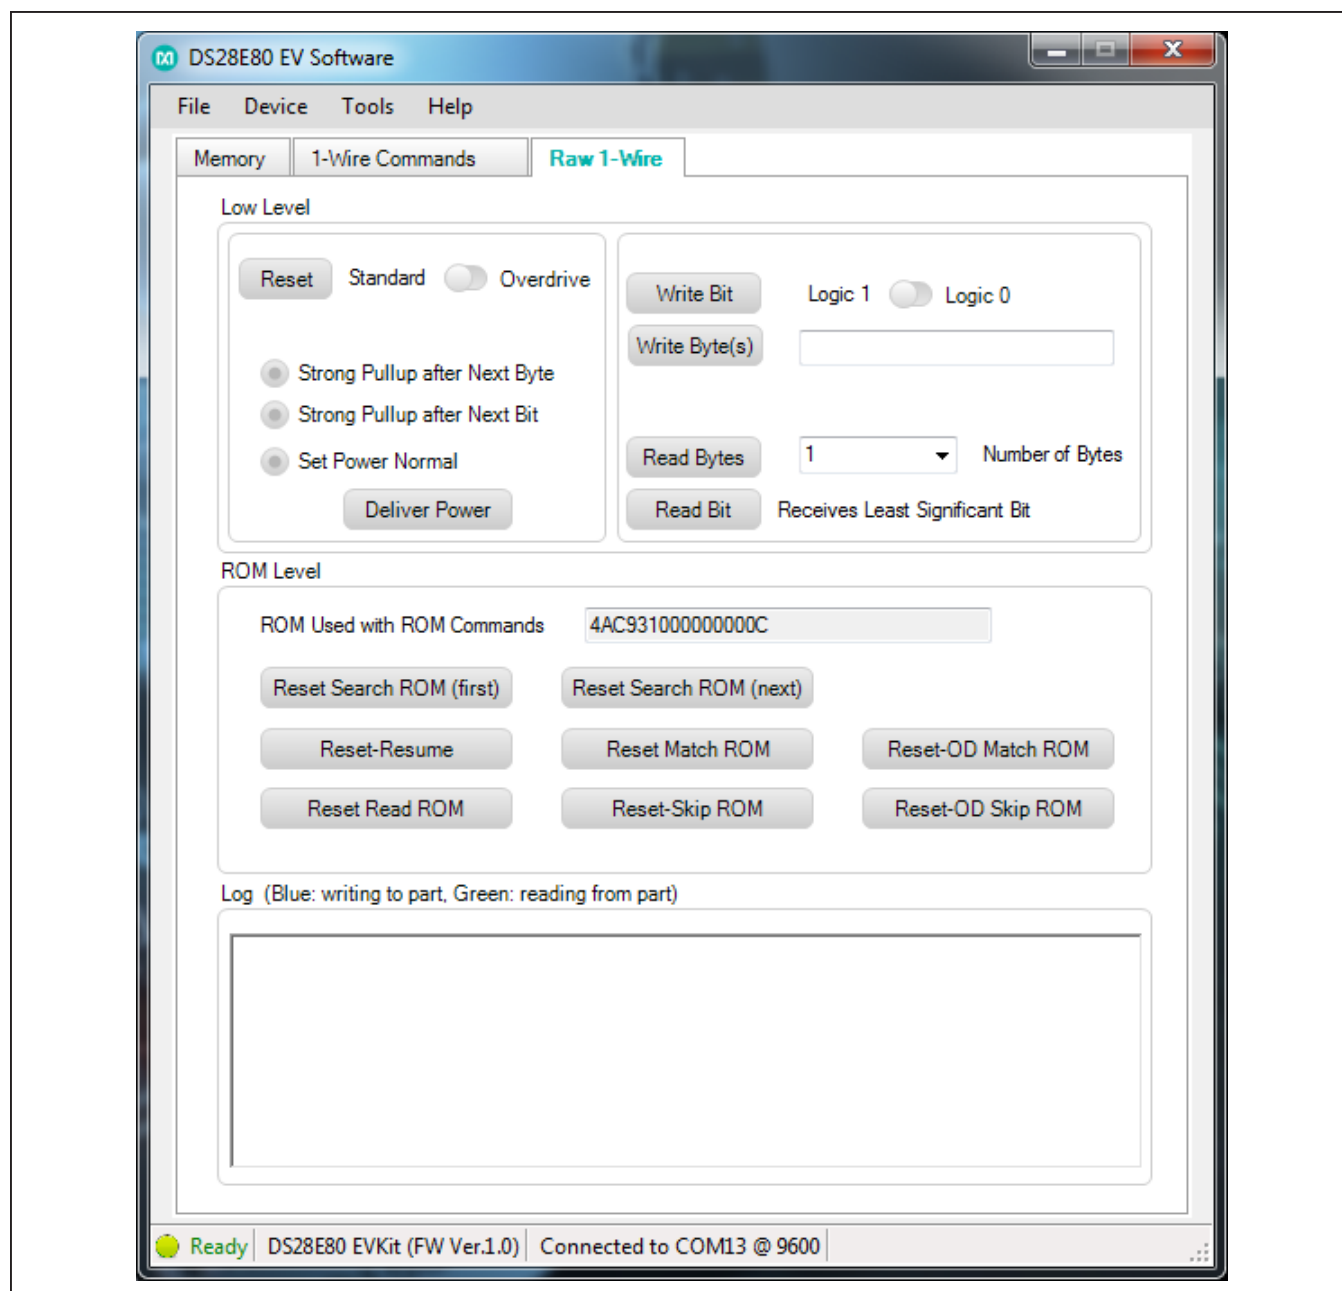 DS28E80 EV Software
File Device Tools Help
Memory 1-Wire Commands Raw 1-Wire
Low Level
Reset Standard Overdrive
Strong Pullup after Next Byte
Strong Pullup after Next Bit
Set Power Normal
Deliver Power
Write Bit Logic 1 Logic 0
Write Byte(s)
Read Bytes 1 Number of Bytes
Read Bit Receives Least Significant Bit
ROM Level
ROM Used with ROM Commands 4AC931000000000C
Reset Search ROM (first) Reset Search ROM (next)
Reset-Resume Reset Match ROM Reset-OD Match ROM
Reset Read ROM Reset-Skip ROM Reset-OD Skip ROM
Log (Blue: writing to part, Green: reading from part)
Ready DS28E80 EVKit (FW Ver.1.0) Connected to COM13 @ 9600